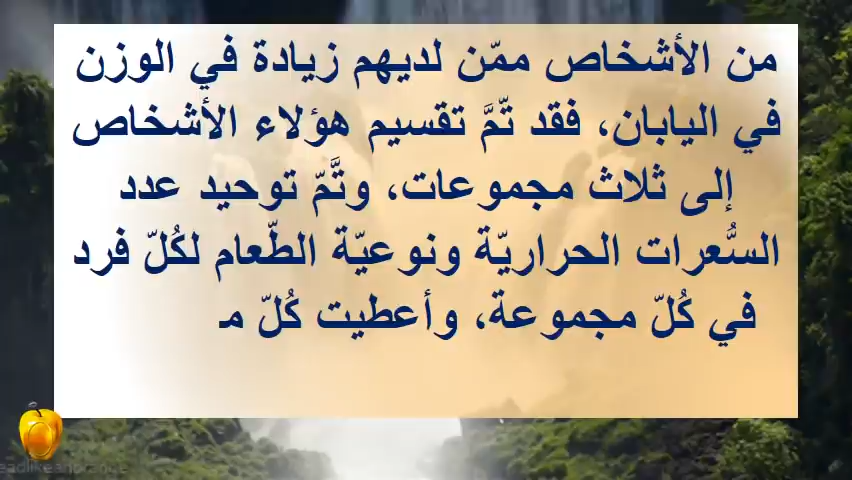 من الأشخاص ممّن لديهم زيادة في الوزن
في اليابان، فقد تّمَّ تقسيم هؤلاء الأشخاص
إلى ثلاث مجموعات، وتَّمّ توحيد عدد
السُّعرات الحراريّة ونوعيّة الطّعام لكُلّ فرد
في كُلّ مجموعة، وأعطيت كُلّ مـ